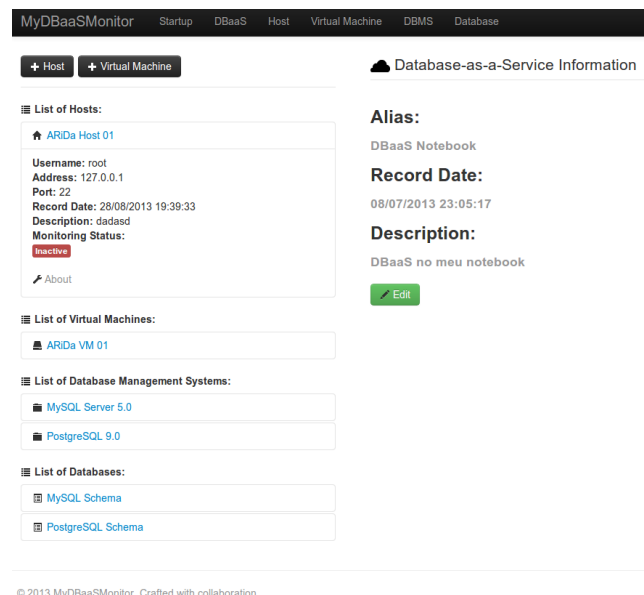 MyDBaaSMonitor Startup DBaaS Host Virtual Machine DBMS Database
+ Host + Virtual Machine
List of Hosts:
ARiDa Host 01
Username: root
Address: 127.0.0.1
Port: 22
Record Date: 28/08/2013 19:39:33
Description: dadasd
Monitoring Status:
Inactive
About
List of Virtual Machines:
ARiDa VM 01
List of Database Management Systems:
MySQL Server 5.0
PostgreSQL 9.0
List of Databases:
MySQL Schema
PostgreSQL Schema
Database-as-a-Service Information
Alias:
DBaaS Notebook
Record Date:
08/07/2013 23:05:17
Description:
DBaaS no meu notebook
Edit
© 2013 MyDBaaSMonitor. Crafted with collaboration